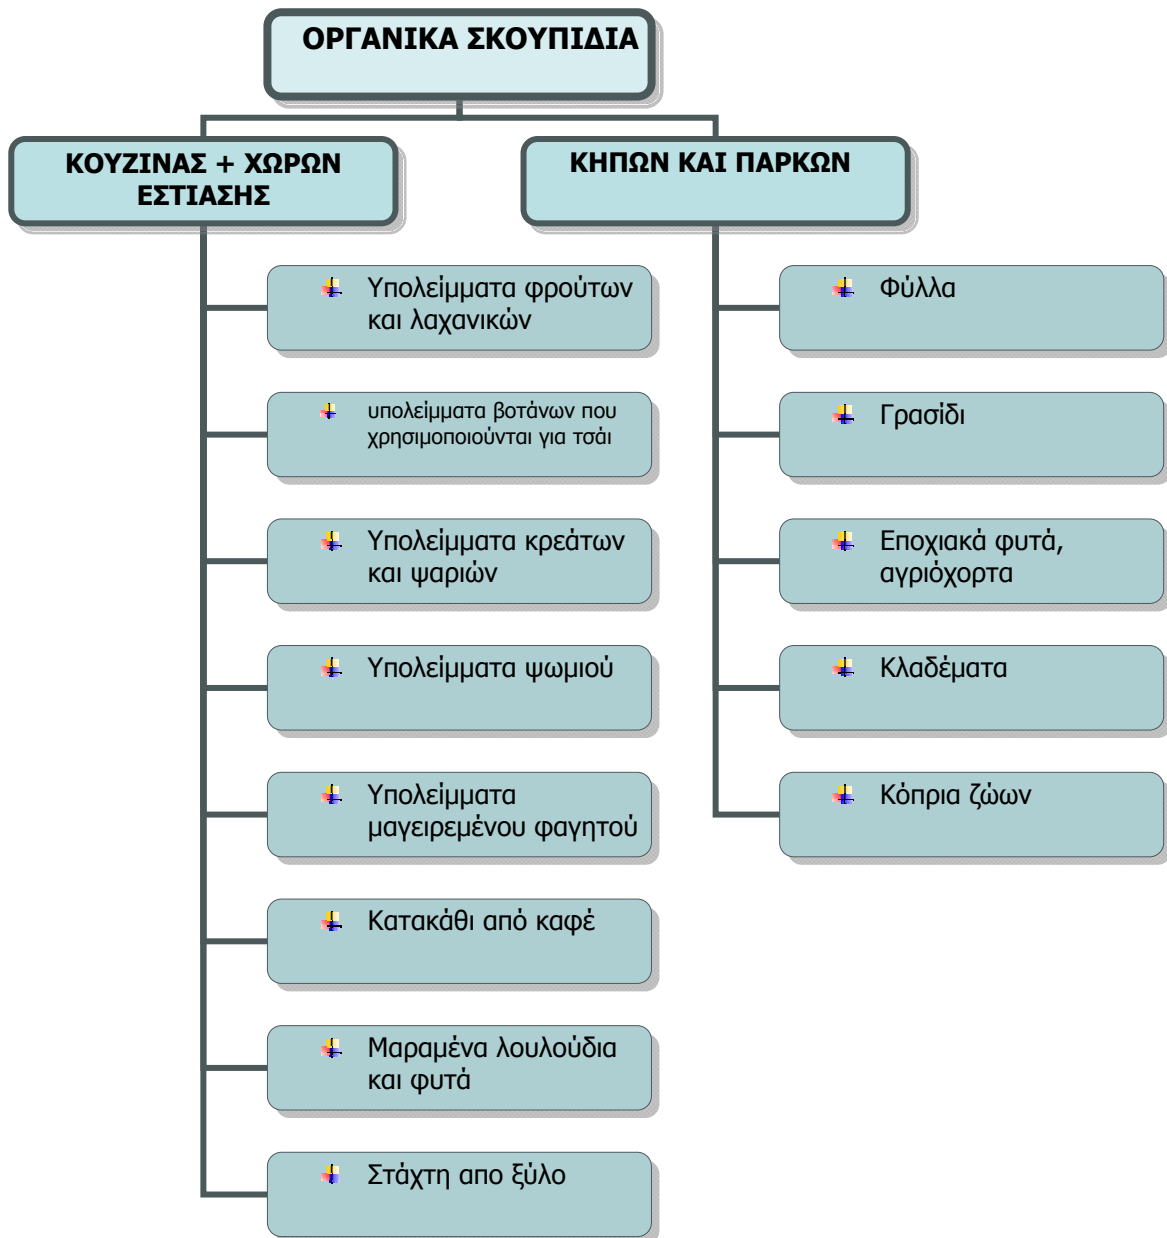 ΟΡΓΑΝΙΚΑ ΣΚΟΥΠΙΔΙΑ
ΚΟΥΖΙΝΑΣ + ΧΩΡΩΝ
ΕΣΤΙΑΣΗΣ
Υπολείμματα φρούτων
και λαχανικών
υπολείμματα βοτάνων που
χρησιμοποιούνται για τσάι
Υπολείμματα κρεάτων
και ψαριών
Υπολείμματα ψωμιού
Υπολείμματα
μαγειρεμένου φαγητού
Κατακάθι από καφέ
Μαραμένα λουλούδια
και φυτά
Στάχτη απο ξύλο
ΚΗΠΩΝ ΚΑΙ ΠΑΡΚΩΝ
Φύλλα
Γρασίδι
Εποχιακά φυτά,
αγριόχορτα
Κλαδέματα
Κόπρια ζώων